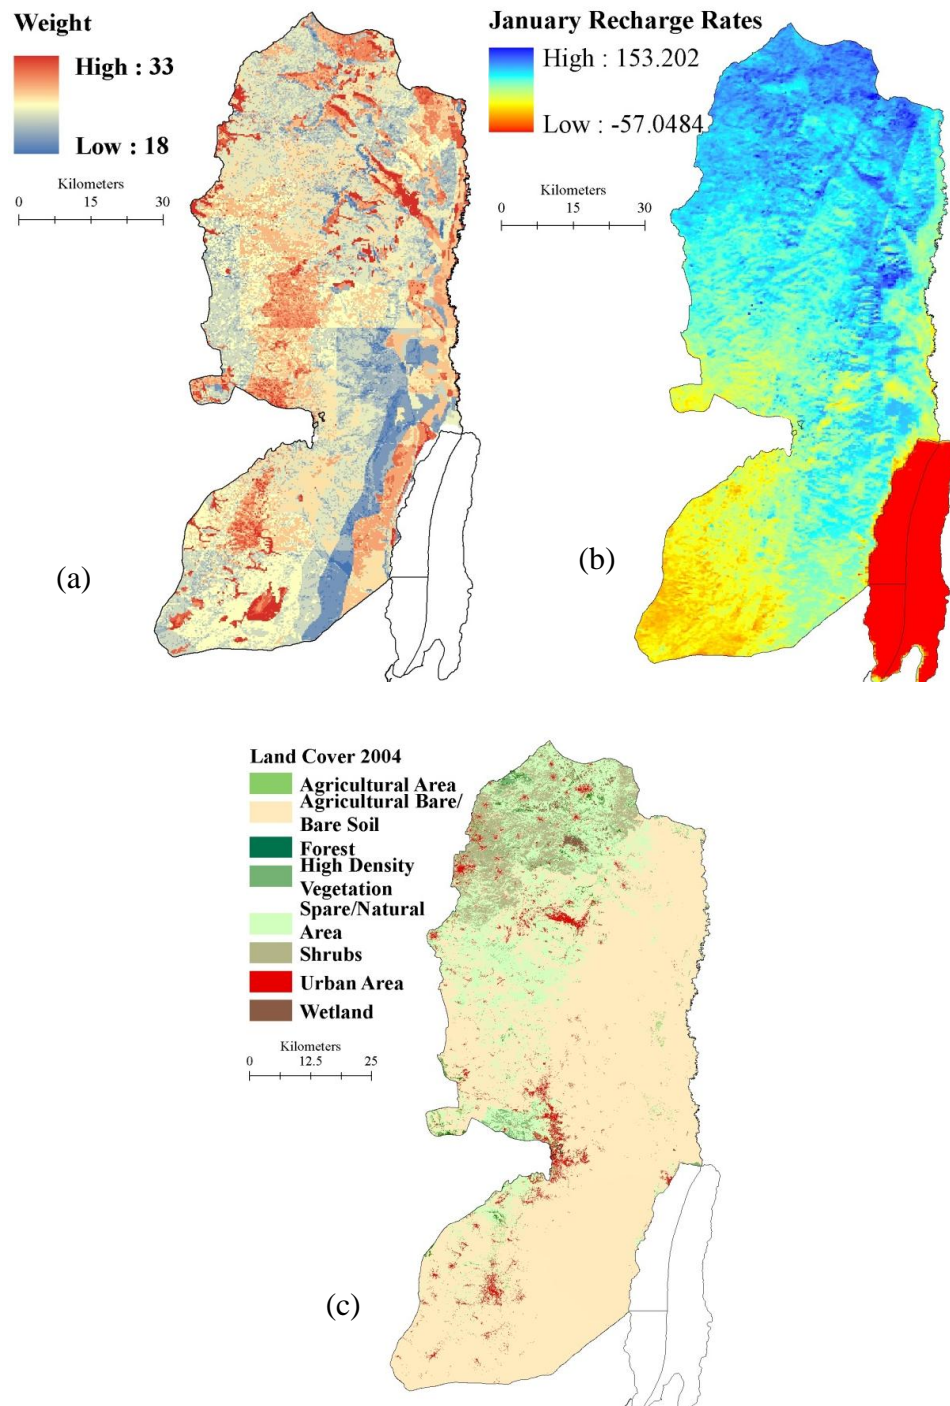 Weight
High : 33
Low : 18
Kilometers
0 15 30
(a)
January Recharge Rates
High : 153.202
Low : -57.0484
Kilometers
0 15 30
(b)
Land Cover 2004
Agricultural Area
Agricultural Bare/
Bare Soil
Forest
High Density
Vegetation
Spare/Natural
Area
Shrubs
Urban Area
Wetland
Kilometers
0 12.5 25
(c)